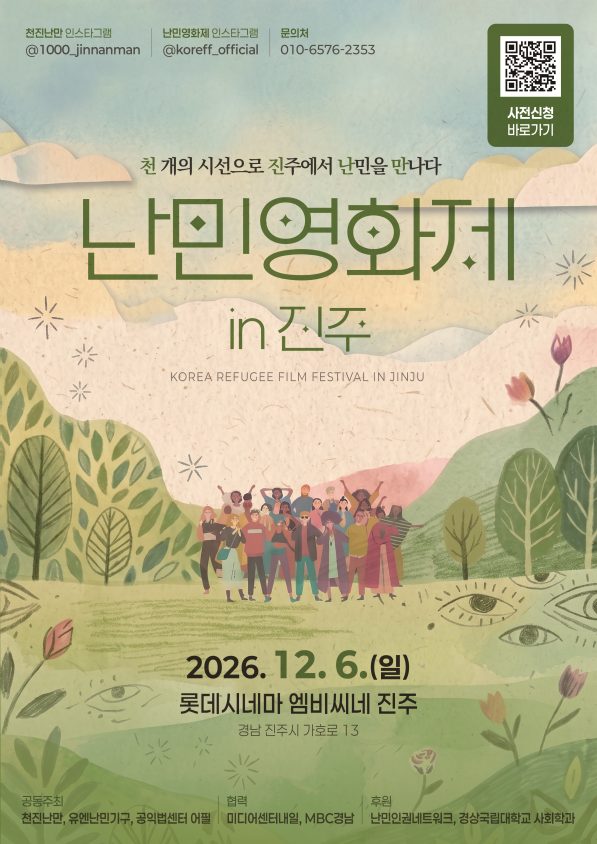 천진난만 인스타그램
@1000_jinnanman
난민영화제 인스타그램
@koreff_official
문의처
010-6576-2353
사전신청
바로가기
천 개의 시선으로 진주에서 난민을 만나다
난민영화제
in 진주
KOREA REFUGEE FILM FESTIVAL IN JINJU
2026. 12. 6.(일)
롯데시네마 엠비씨네 진주
경남 진주시 가호로 13
공동주최
천진난만, 유엔난민기구, 공익법센터 어필
협력
미디어센터내일, MBC경남
후원
난민인권네트워크, 경상국립대학교 사회학과